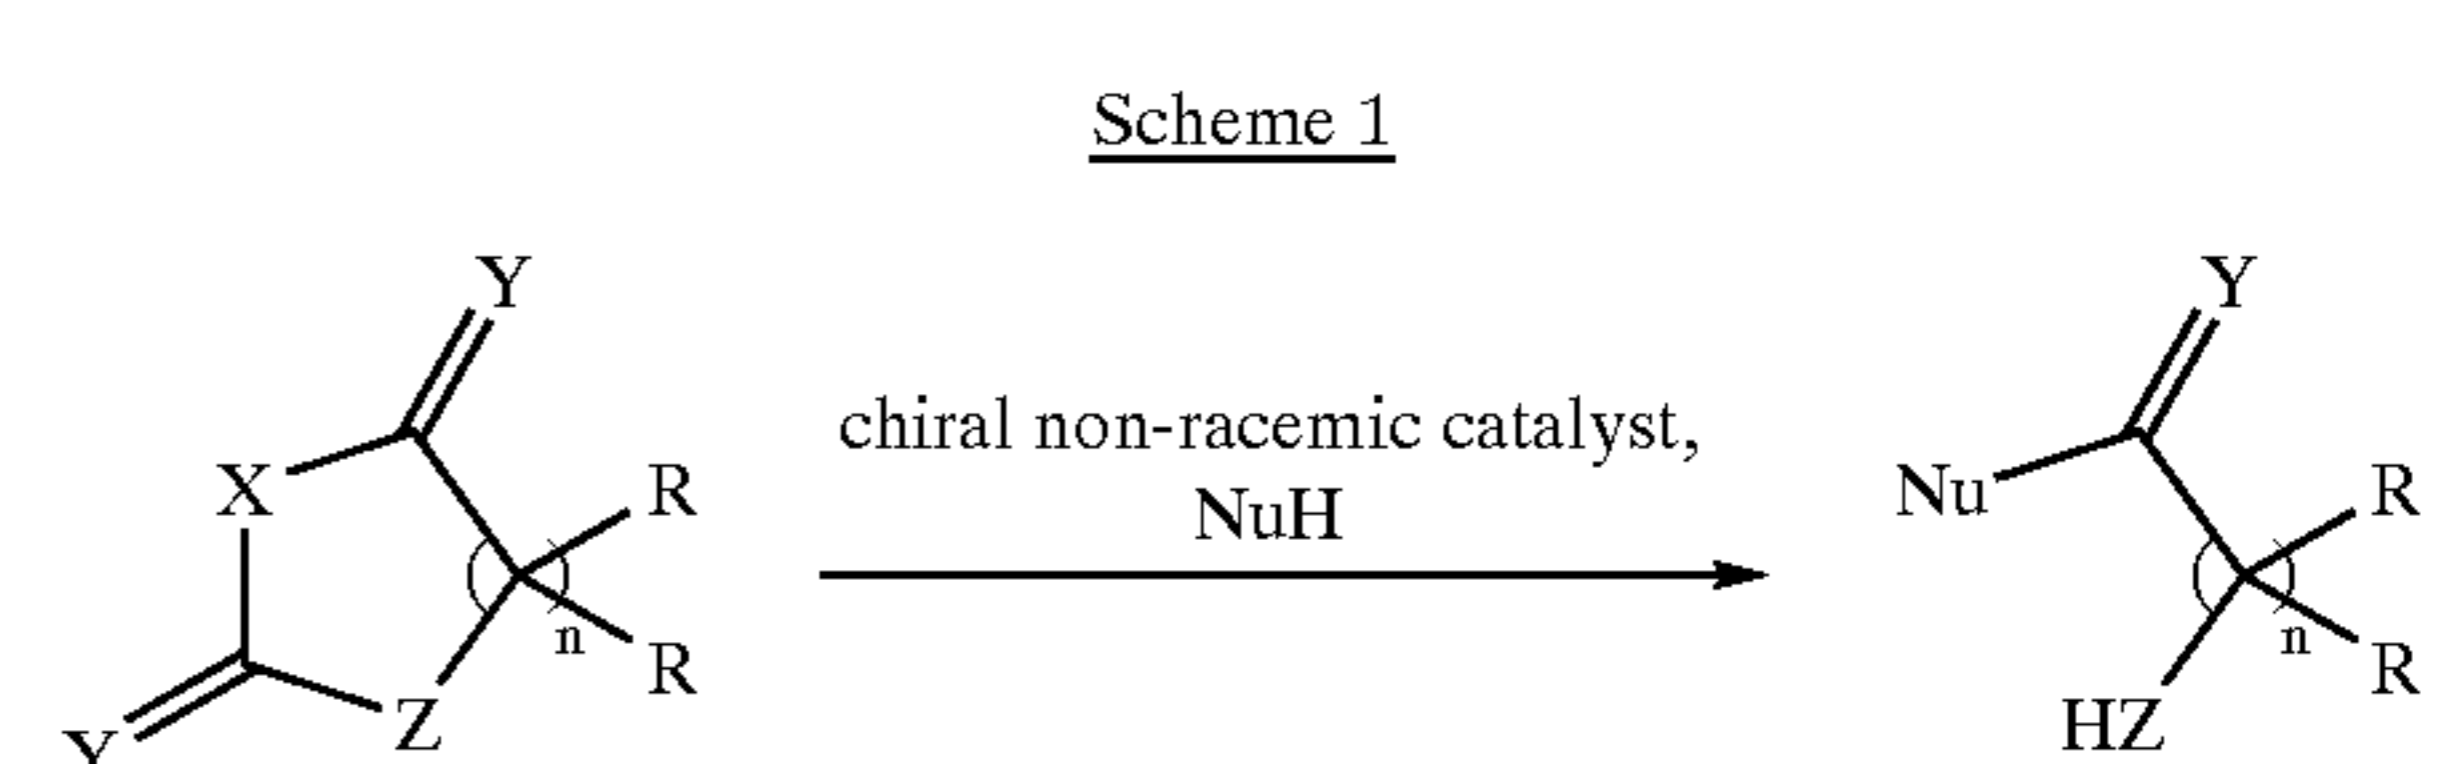 Scheme 1
Y
chiral non-racemic catalyst,
NuH
X
R
n
R
Z
Y
Y
Nu
R
n
R
HZ